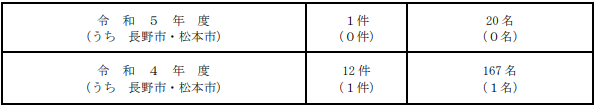 令 和 ５ 年 度 １件 20名
(うち 長野市・松本市) (０件) (０名)
令 和 ４ 年 度 12件 167名
(うち 長野市・松本市) (１件) (１名)